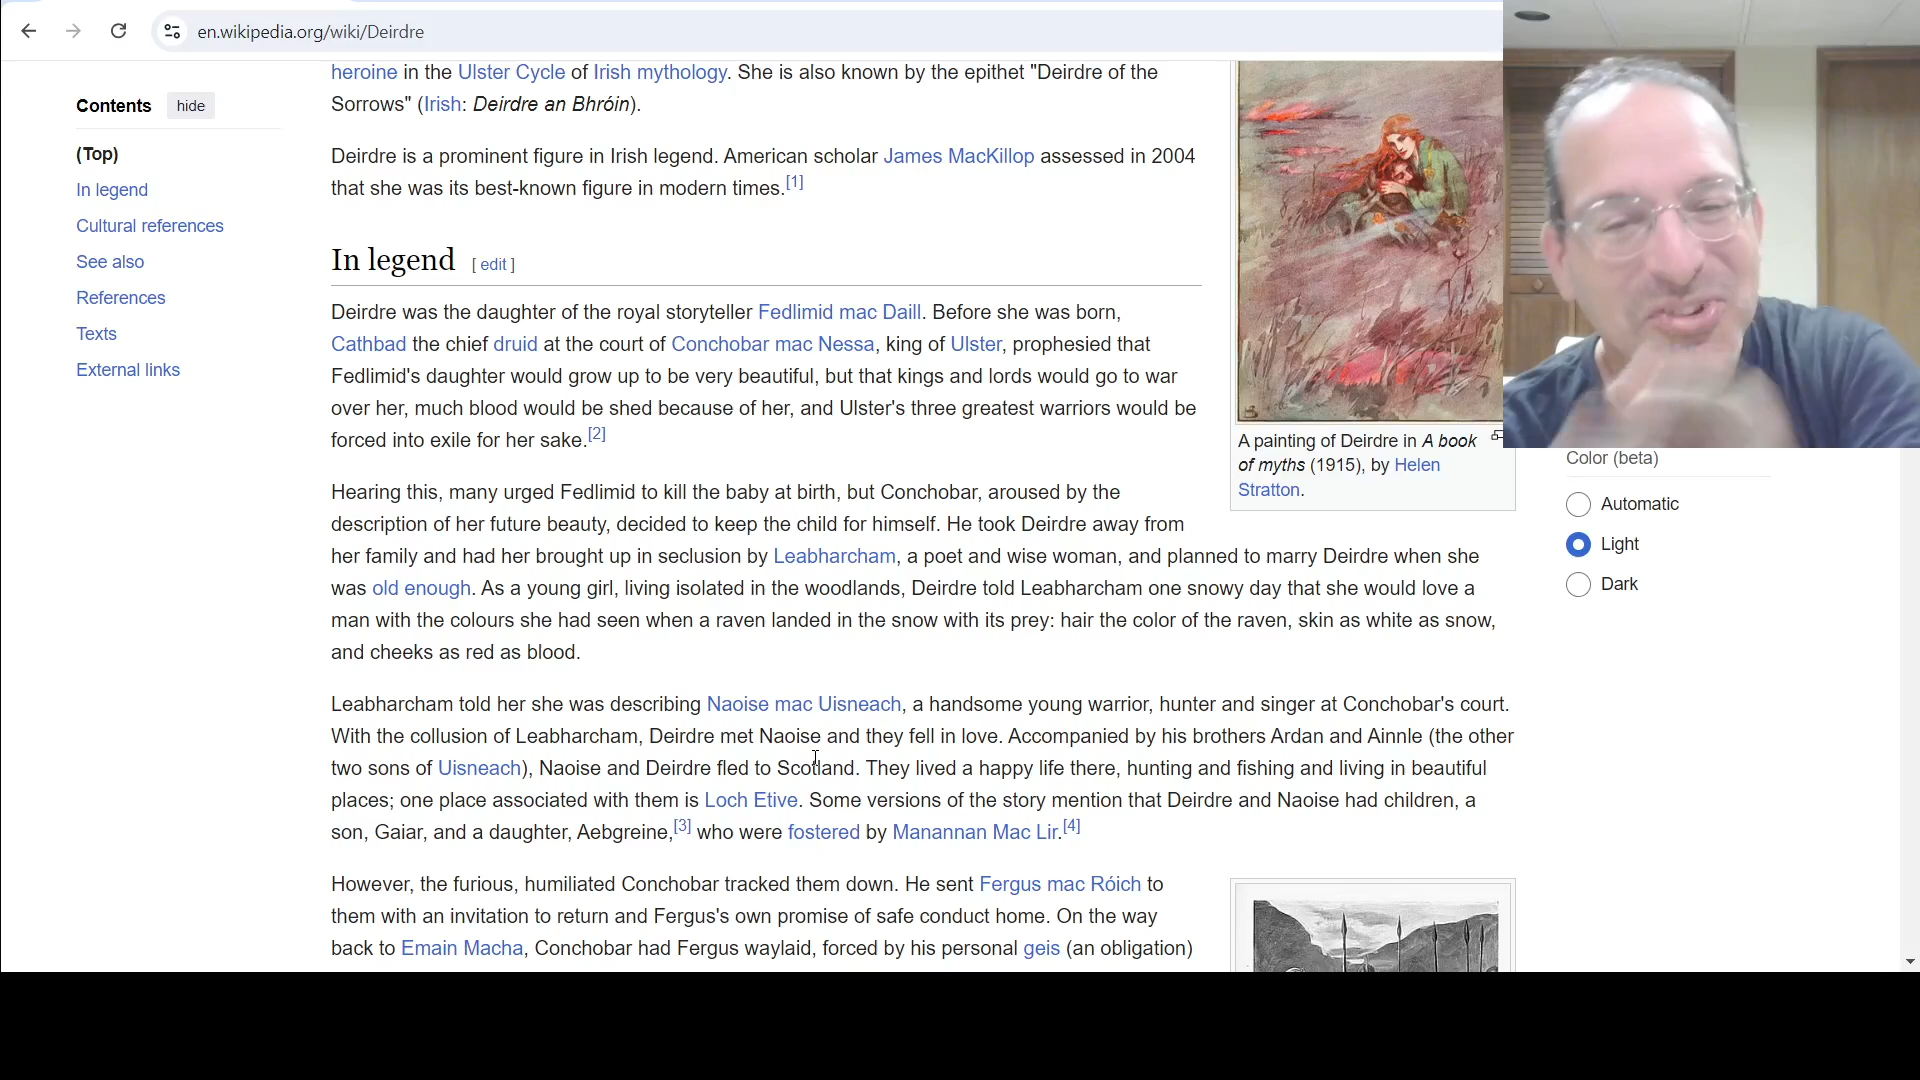 en.wikipedia.org/wiki/Deirdre
Contents hide
(Top)
In legend
Cultural references
See also
References
Texts
External links
heroine in the Ulster Cycle of Irish mythology. She is also known by the epithet "Deirdre of the
Sorrows" (Irish: Deirdre an Bhróin).
Deirdre is a prominent figure in Irish legend. American scholar James MacKillop assessed in 2004
that she was its best-known figure in modern times.[1]
In legend [ edit ]
Deirdre was the daughter of the royal storyteller Fedlimid mac Daill. Before she was born,
Cathbad the chief druid at the court of Conchobar mac Nessa, king of Ulster, prophesied that
Fedlimid's daughter would grow up to be very beautiful, but that kings and lords would go to war
over her, much blood would be shed because of her, and Ulster's three greatest warriors would be
forced into exile for her sake.[2]
Hearing this, many urged Fedlimid to kill the baby at birth, but Conchobar, aroused by the
description of her future beauty, decided to keep the child for himself. He took Deirdre away from
her family and had her brought up in seclusion by Leabharcham, a poet and wise woman, and planned to marry Deirdre when she
was old enough. As a young girl, living isolated in the woodlands, Deirdre told Leabharcham one snowy day that she would love a
man with the colours she had seen when a raven landed in the snow with its prey: hair the color of the raven, skin as white as snow,
and cheeks as red as blood.
Leabharcham told her she was describing Naoise mac Uisneach, a handsome young warrior, hunter and singer at Conchobar's court.
With the collusion of Leabharcham, Deirdre met Naoise and they fell in love. Accompanied by his brothers Ardan and Ainnle (the other
two sons of Uisneach), Naoise and Deirdre fled to Scotland. They lived a happy life there, hunting and fishing and living in beautiful
places; one place associated with them is Loch Etive. Some versions of the story mention that Deirdre and Naoise had children, a
son, Gaiar, and a daughter, Aebgreine,[3] who were fostered by Manannan Mac Lir.[4]
However, the furious, humiliated Conchobar tracked them down. He sent Fergus mac Róich to
them with an invitation to return and Fergus's own promise of safe conduct home. On the way
back to Emain Macha, Conchobar had Fergus waylaid, forced by his personal geis (an obligation)
A painting of Deirdre in A book
of myths (1915), by Helen
Stratton.
Color (beta)
Automatic
Light
Dark